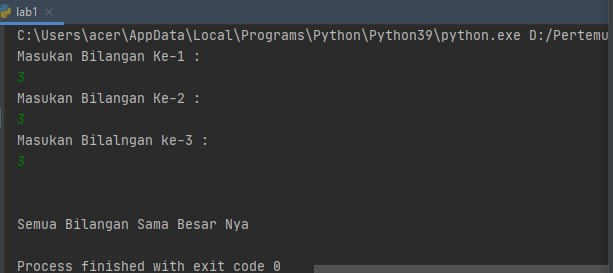 lab1
C:\Users\acer\AppData\Local\Programs\Python\Python39\python.exe D:/Pertemu
Masukan Bilangan Ke-1 :
3
Masukan Bilangan Ke-2 :
3
Masukan Bilalngan ke-3 :
3
Semua Bilangan Sama Besar Nya
Process finished with exit code 0